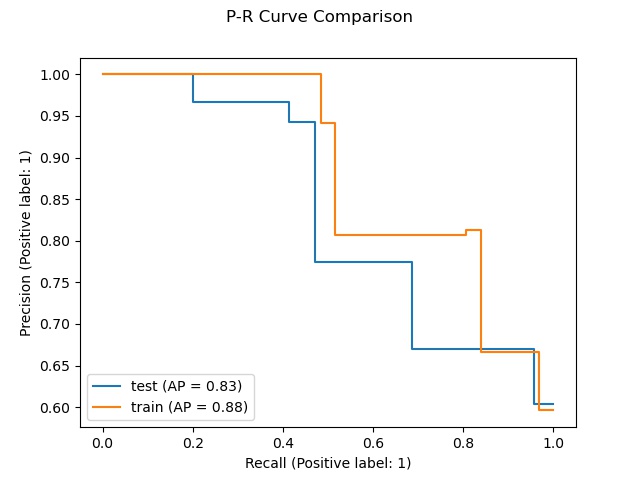 P-R Curve Comparison
Precision (Positive label: 1)
1.00
0.95
0.90
0.85
0.80
0.75
0.70
0.65
0.60
test (AP = 0.83)
train (AP = 0.88)
0.0 0.2 0.4 0.6 0.8 1.0
Recall (Positive label: 1)